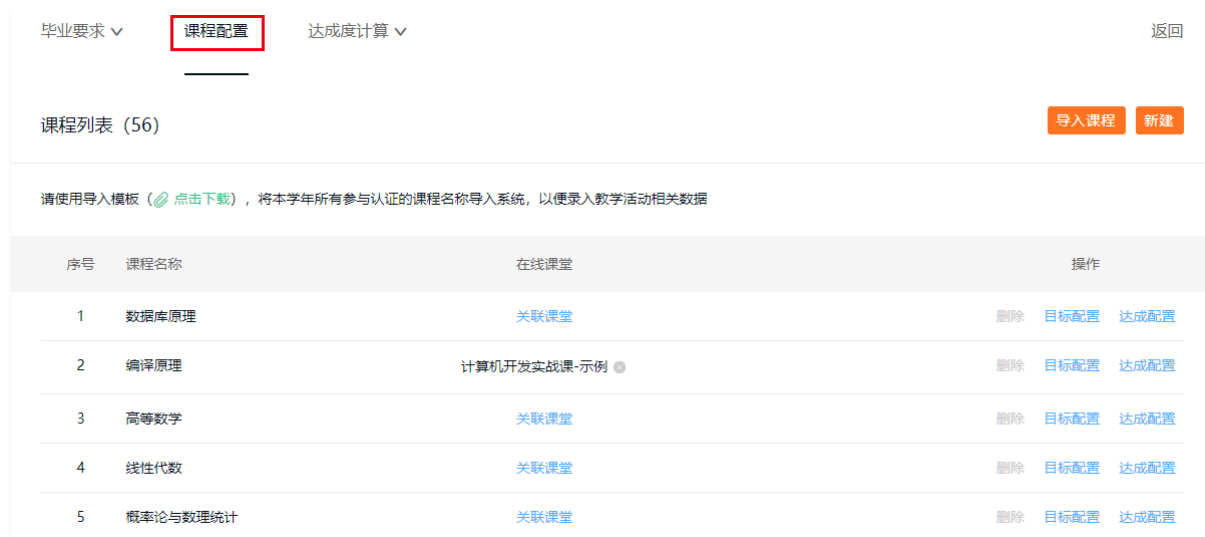 毕业要求 课程配置 达成度计算 返回
课程列表（56） 导入课程 新建
请使用导入模板（点击下载），将本学年所有参与认证的课程名称导入系统，以便录入教学活动相关数据
序号 课程名称 在线课堂 操作
1 数据库原理 关联课堂 删除 目标配置 达成配置
2 编译原理 计算机开发实战课-示例 删除 目标配置 达成配置
3 高等数学 关联课堂 删除 目标配置 达成配置
4 线性代数 关联课堂 删除 目标配置 达成配置
5 概率论与数理统计 关联课堂 删除 目标配置 达成配置